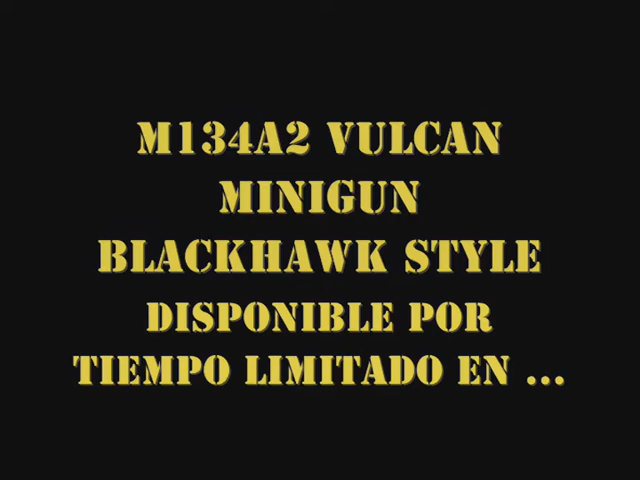 M134A2 VULCAN
MINIGUN
BLACKHAWK STYLE
DISPONIBLE POR
TIEMPO LIMITADO EN ...